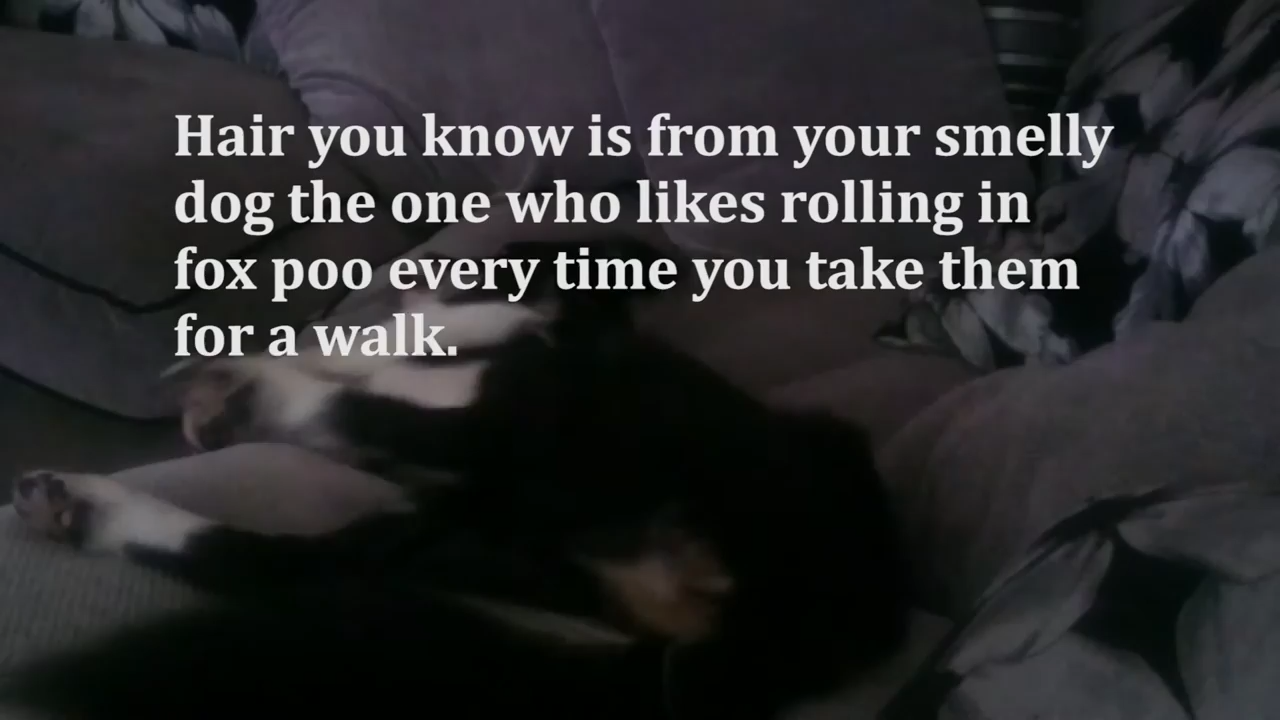 Hair you know is from your smelly
dog the one who likes rolling in
fox poo every time you take them
for a walk.